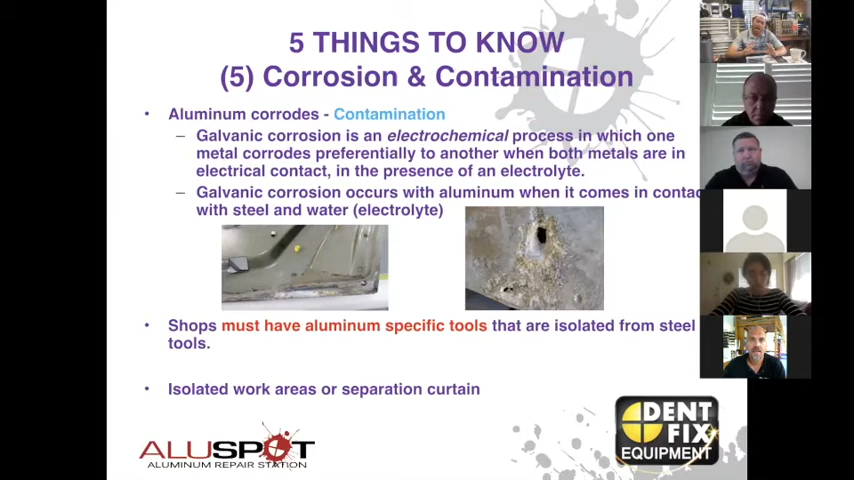 5 THINGS TO KNOW
(5) Corrosion & Contamination
• Aluminum corrodes - Contamination
– Galvanic corrosion is an electrochemical process in which one
metal corrodes preferentially to another when both metals are in
electrical contact, in the presence of an electrolyte.
– Galvanic corrosion occurs with aluminum when it comes in contac
with steel and water (electrolyte)
• Shops must have aluminum specific tools that are isolated from steel
tools.
• Isolated work areas or separation curtain
ALUSPOT
ALUMINUM REPAIR STATION
DENT
FIX
EQUIPMENT